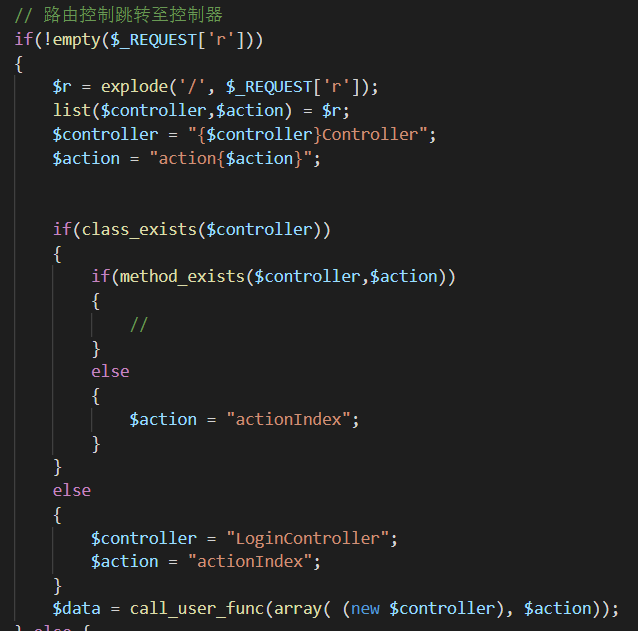 // 路由控制跳转至控制器
if(!empty($_REQUEST['r']))
{
$r = explode('/', $_REQUEST['r']);
list($controller,$action) = $r;
$controller = "{$controller}Controller";
$action = "action{$action}";
if(class_exists($controller))
{
if(method_exists($controller,$action))
{
//
}
else
{
$action = "actionIndex";
}
}
else
{
$controller = "LoginController";
$action = "actionIndex";
}
$data = call_user_func(array( (new $controller), $action));
} else {